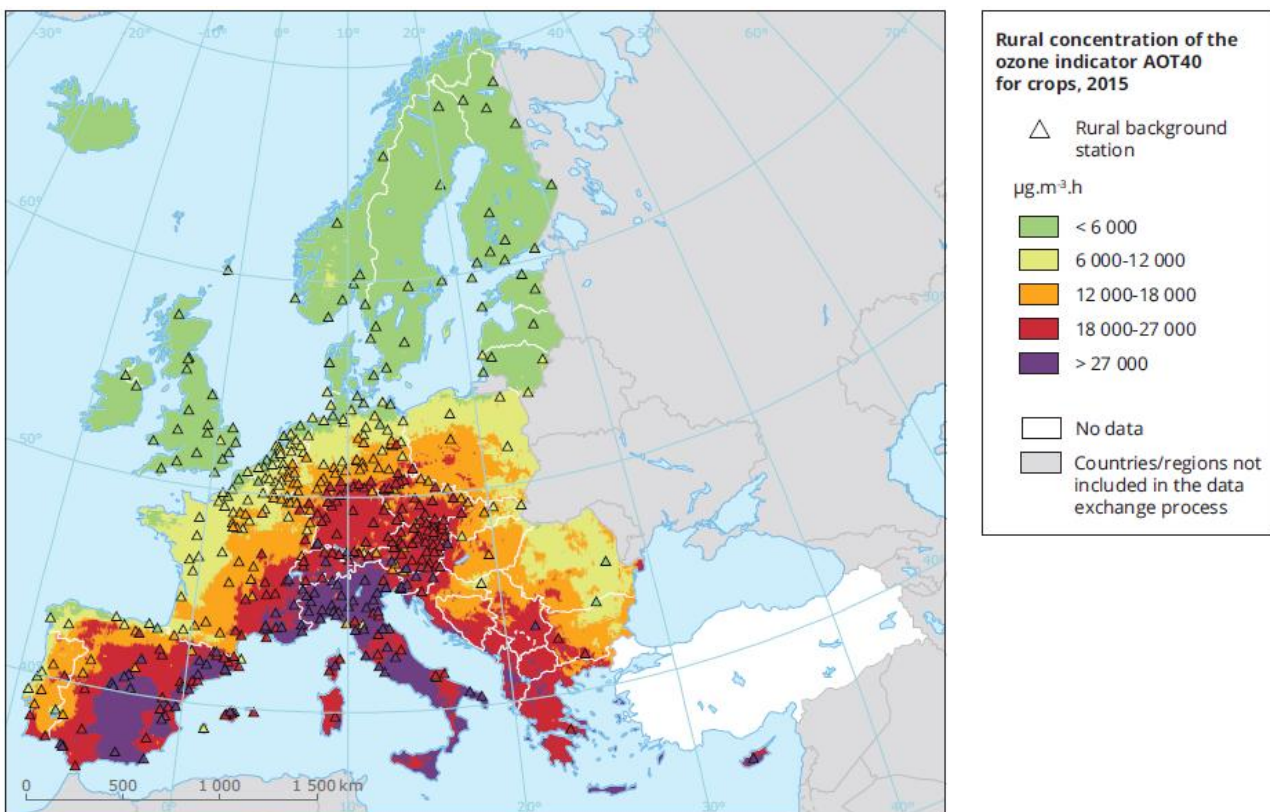 -30° -20° -10° 0° 10° 20° 30° 40° 50° 60° 70°
60°
50°
50°
40°
40°
0 500 1 000 1 500 km
0° 10° 20° 30° 40°
Rural concentration of the
ozone indicator AOT40
for crops, 2015
Rural background
station
µg.m-³.h
< 6 000
6 000-12 000
12 000-18 000
18 000-27 000
> 27 000
No data
Countries/regions not
included in the data
exchange process